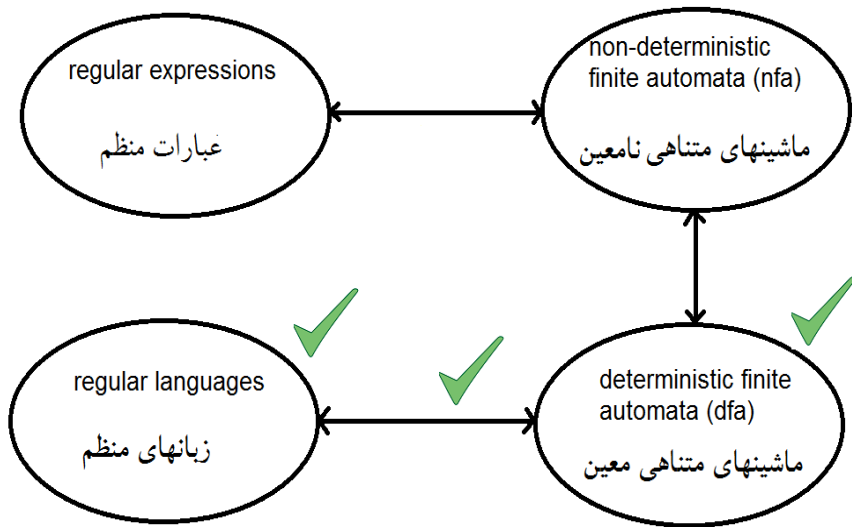 regular expressions
عبارات منظم
non-deterministic
finite automata (nfa)
ماشینهای متناهی نامعین
regular languages
زبانهای منظم
deterministic finite
automata (dfa)
ماشینهای متناهی معین